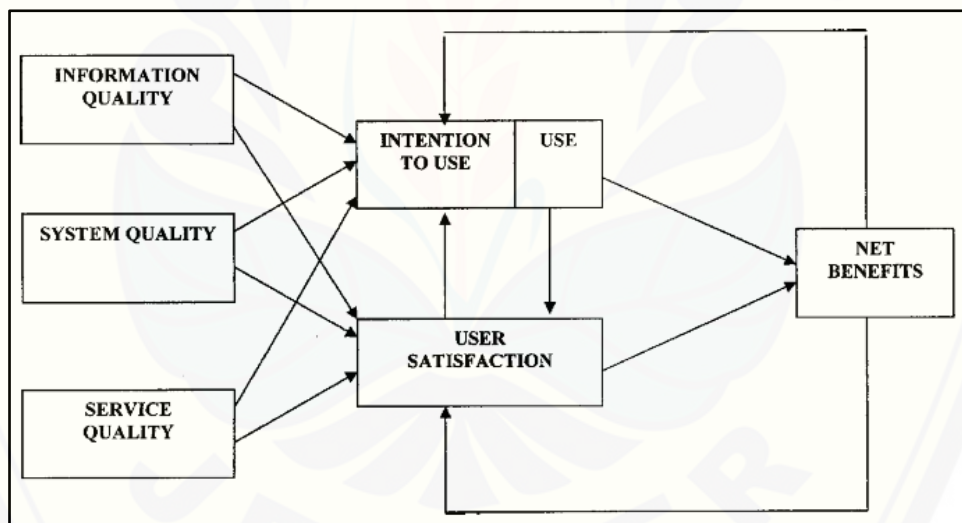 INFORMATION
QUALITY
INTENTION
TO USE
USE
SYSTEM QUALITY
NET
BENEFITS
USER
SATISFACTION
SERVICE
QUALITY